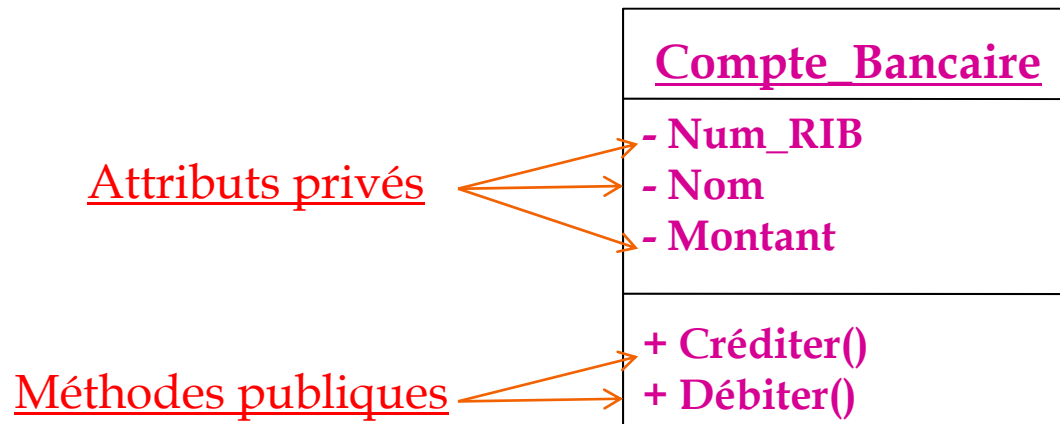 Compte_Bancaire
Attributs privés
- Num_RIB
- Nom
- Montant
Méthodes publiques
+ Créditer()
+ Débiter()